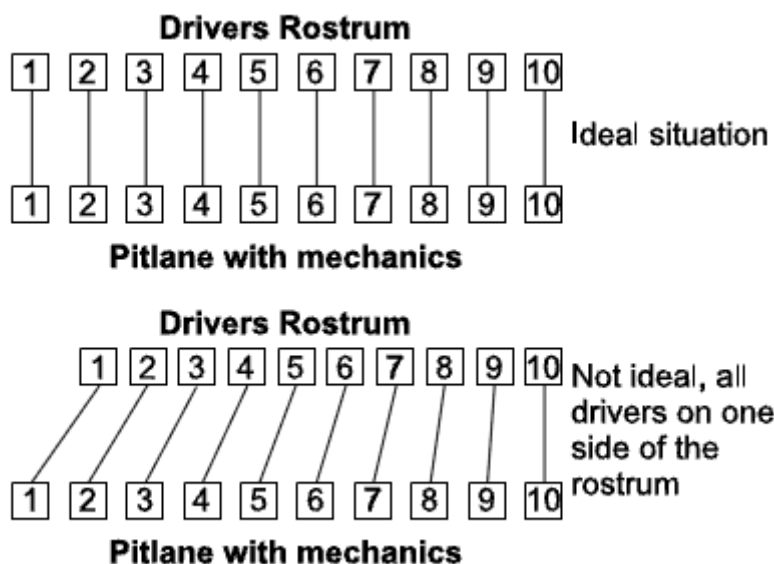 Drivers Rostrum
1 2 3 4 5 6 7 8 9 10
Ideal situation
1 2 3 4 5 6 7 8 9 10
Pitlane with mechanics
Drivers Rostrum
1 2 3 4 5 6 7 8 9 10
Not ideal, all
drivers on one
side of the
rostrum
1 2 3 4 5 6 7 8 9 10
Pitlane with mechanics